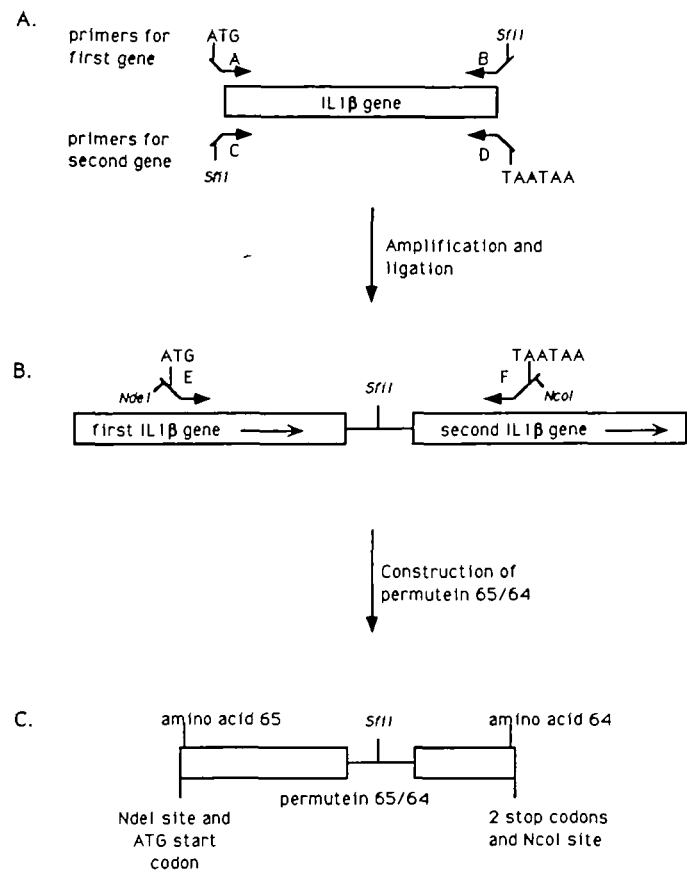 A.
primers for
first gene
ATG
A
SfiI
B
IL1β gene
primers for
second gene
C
SfiI
D
TAATAA
Amplification and
ligation
B.
ATG
NdeI
E
SfiI
TAATAA
F
NcoI
first IL1β gene
second IL1β gene
Construction of
permutein 65/64
C.
amino acid 65
SfiI
amino acid 64
permutein 65/64
NdeI site and
ATG start
codon
2 stop codons
and NcoI site